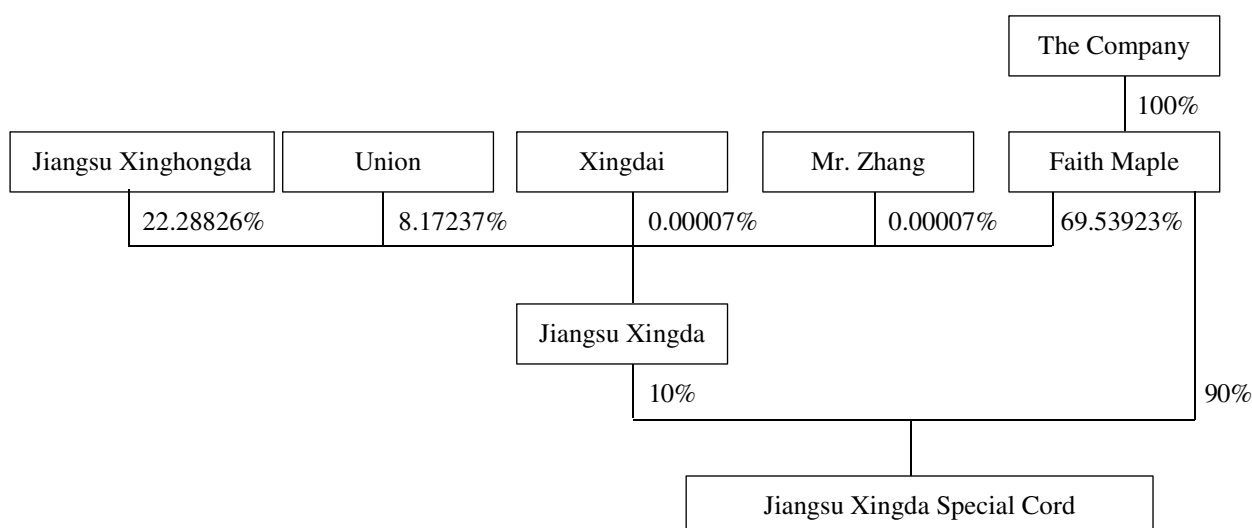 The Company
100%
Jiangsu Xinghongda
Union
Xingdai
Mr. Zhang
Faith Maple
22.28826%
8.17237%
0.00007%
0.00007%
69.53923%
Jiangsu Xingda
10%
90%
Jiangsu Xingda Special Cord